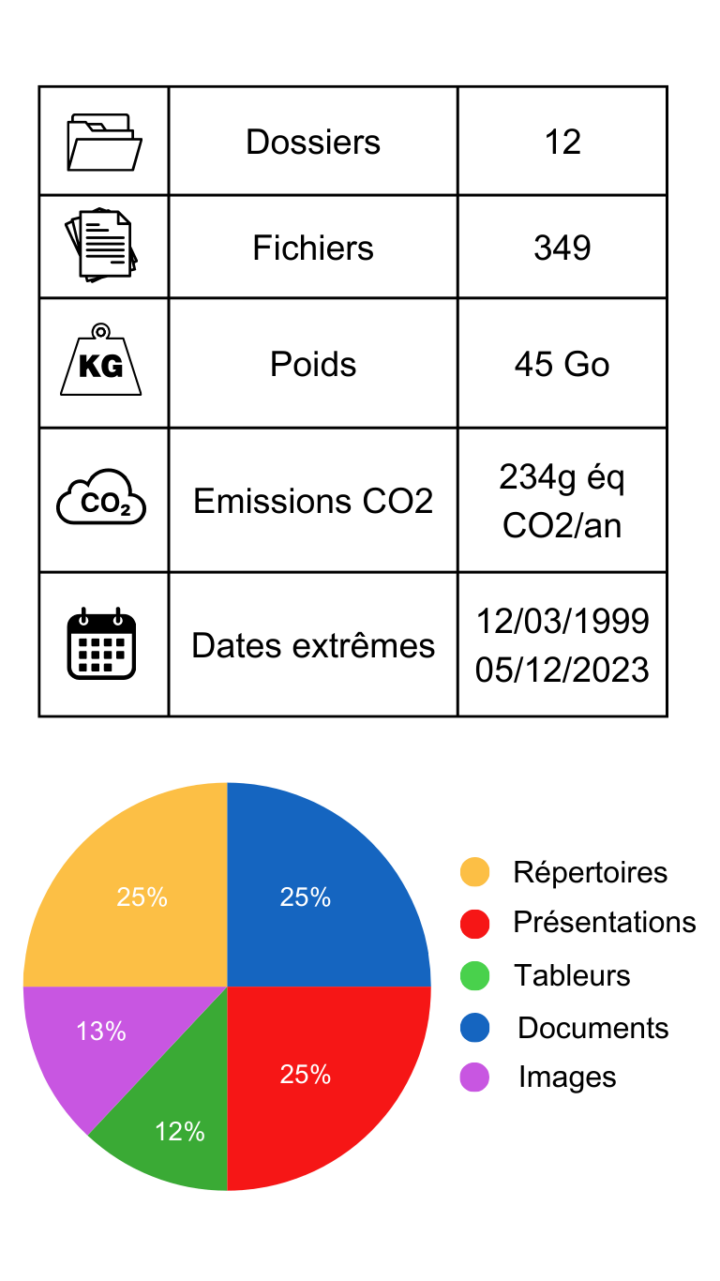 Dossiers
12
Fichiers
349
KG
Poids
45 Go
CO₂
Emissions CO2
234g éq
CO2/an
Dates extrêmes
12/03/1999
05/12/2023
25%
25%
13%
25%
12%
Répertoires
Présentations
Tableurs
Documents
Images